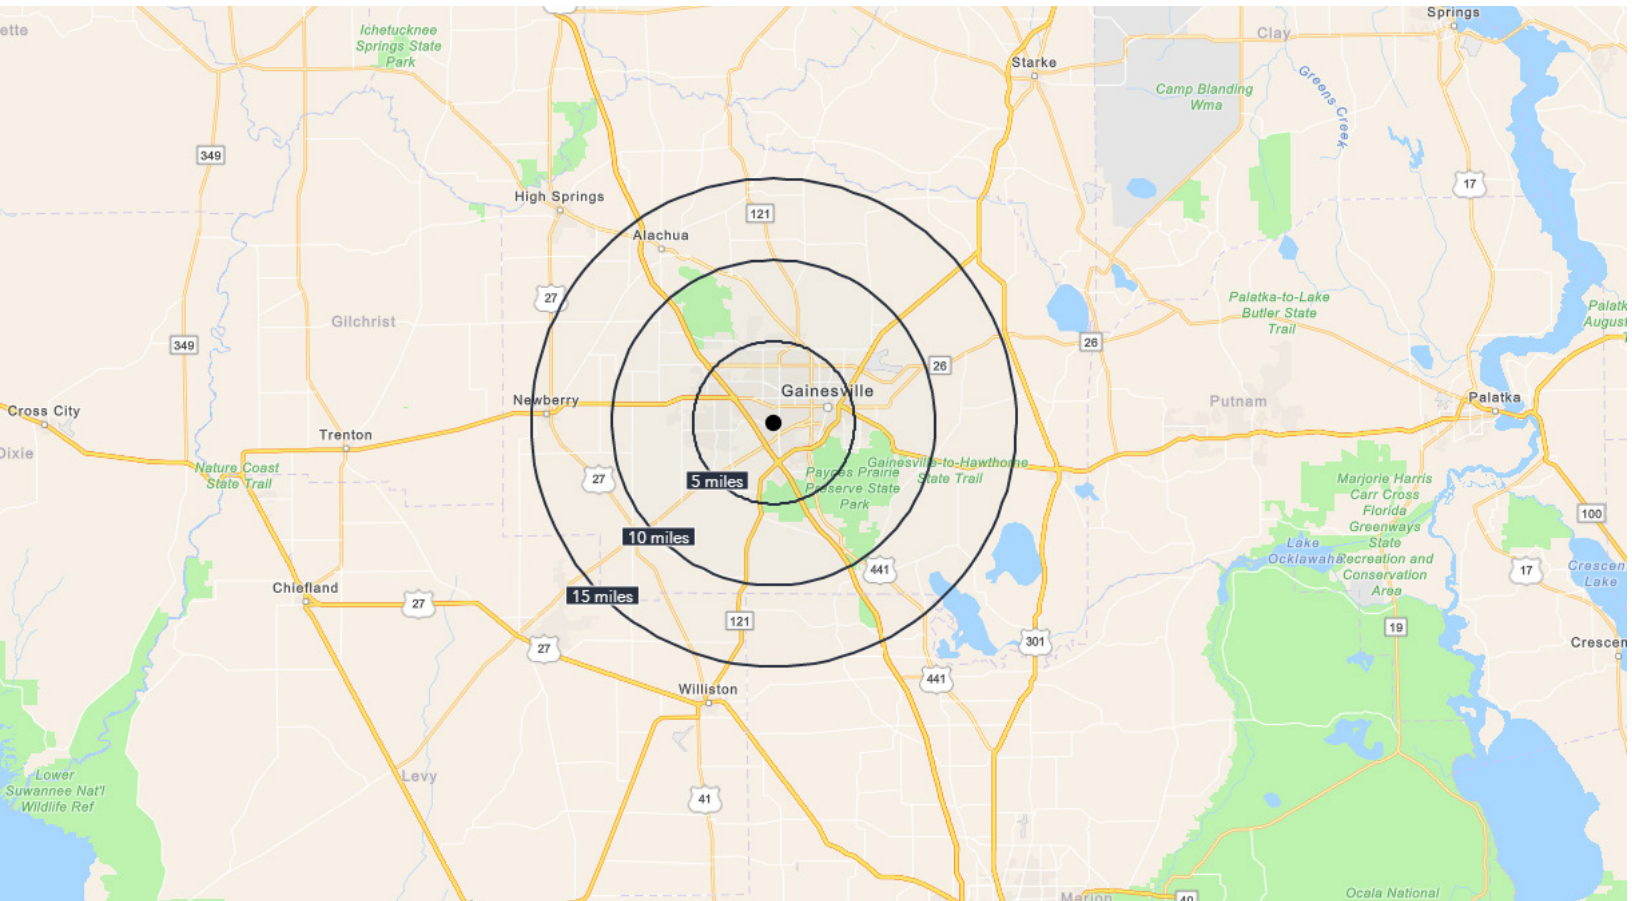 Springs
ette
Ichetucknee
Springs State
Park
Clay
Starke
Camp Blanding
Wma
Greens Creek
349
17
High Springs
121
Alachua
27
Palatka-to-Lake
Butler State
Trail
Palatk
August
Gilchrist
349
26
26
Gainesville
Newberry
Cross City
Putnam
Palatka
Trenton
Dixie
Nature Coast
State Trail
Gainesville-to-Hawthorne
State Trail
Paynes Prairie
Preserve State
Park
5 miles
27
Marjorie Harris
Carr Cross
Florida
Greenways
State
Recreation and
Conservation
Area
100
10 miles
Lake
Ocklawaha
441
17
Crescen
Lake
Chiefland
15 miles
27
121
19
301
Crescen
27
441
Williston
Levy
Lower
Suwannee Nat'l
Wildlife Ref
41
Marion
40
Ocala National